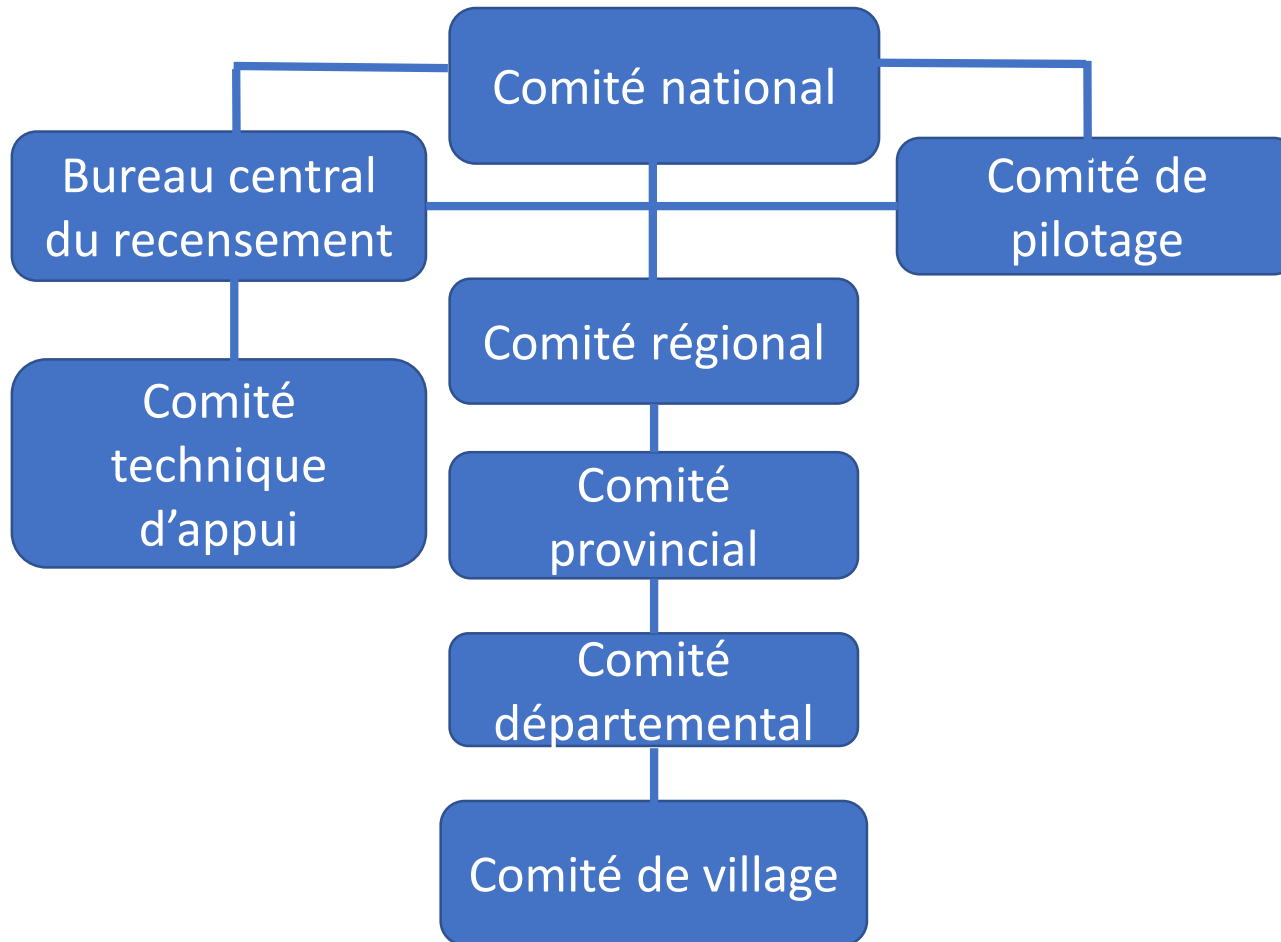 Comité national
Bureau central
du recensement
Comité de
pilotage
Comité régional
Comité
technique
d’appui
Comité
provincial
Comité
départemental
Comité de village